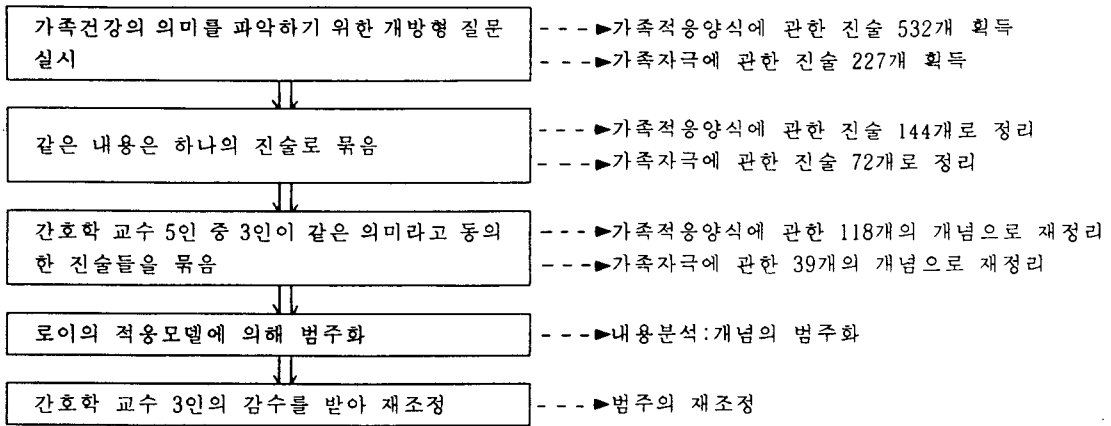 가족건강의 의미를 파악하기 위한 개방형 질문
실시
- - -►가족적응양식에 관한 진술 532개 획득
- - -►가족자극에 관한 진술 227개 획득
같은 내용은 하나의 진술로 묶음
- - -►가족적응양식에 관한 진술 144개로 정리
- - -►가족자극에 관한 진술 72개로 정리
간호학 교수 5인 중 3인이 같은 의미라고 동의
한 진술들을 묶음
- - -►가족적응양식에 관한 118개의 개념으로 재정리
- - -►가족자극에 관한 39개의 개념으로 재정리
로이의 적응모델에 의해 범주화
- - -►내용분석:개념의 범주화
간호학 교수 3인의 감수를 받아 재조정
- - -►범주의 재조정